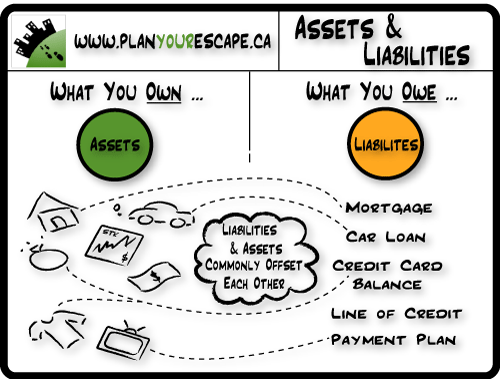 www.planyourescape.ca
Assets &
Liabilities
What You Own ...
What You Owe ...
Assets
Liabilites
Mortgage
Car Loan
Credit Card
Balance
Line of Credit
Payment Plan
Liabilities
& Assets
Commonly Offset
Each Other
STK
$
$